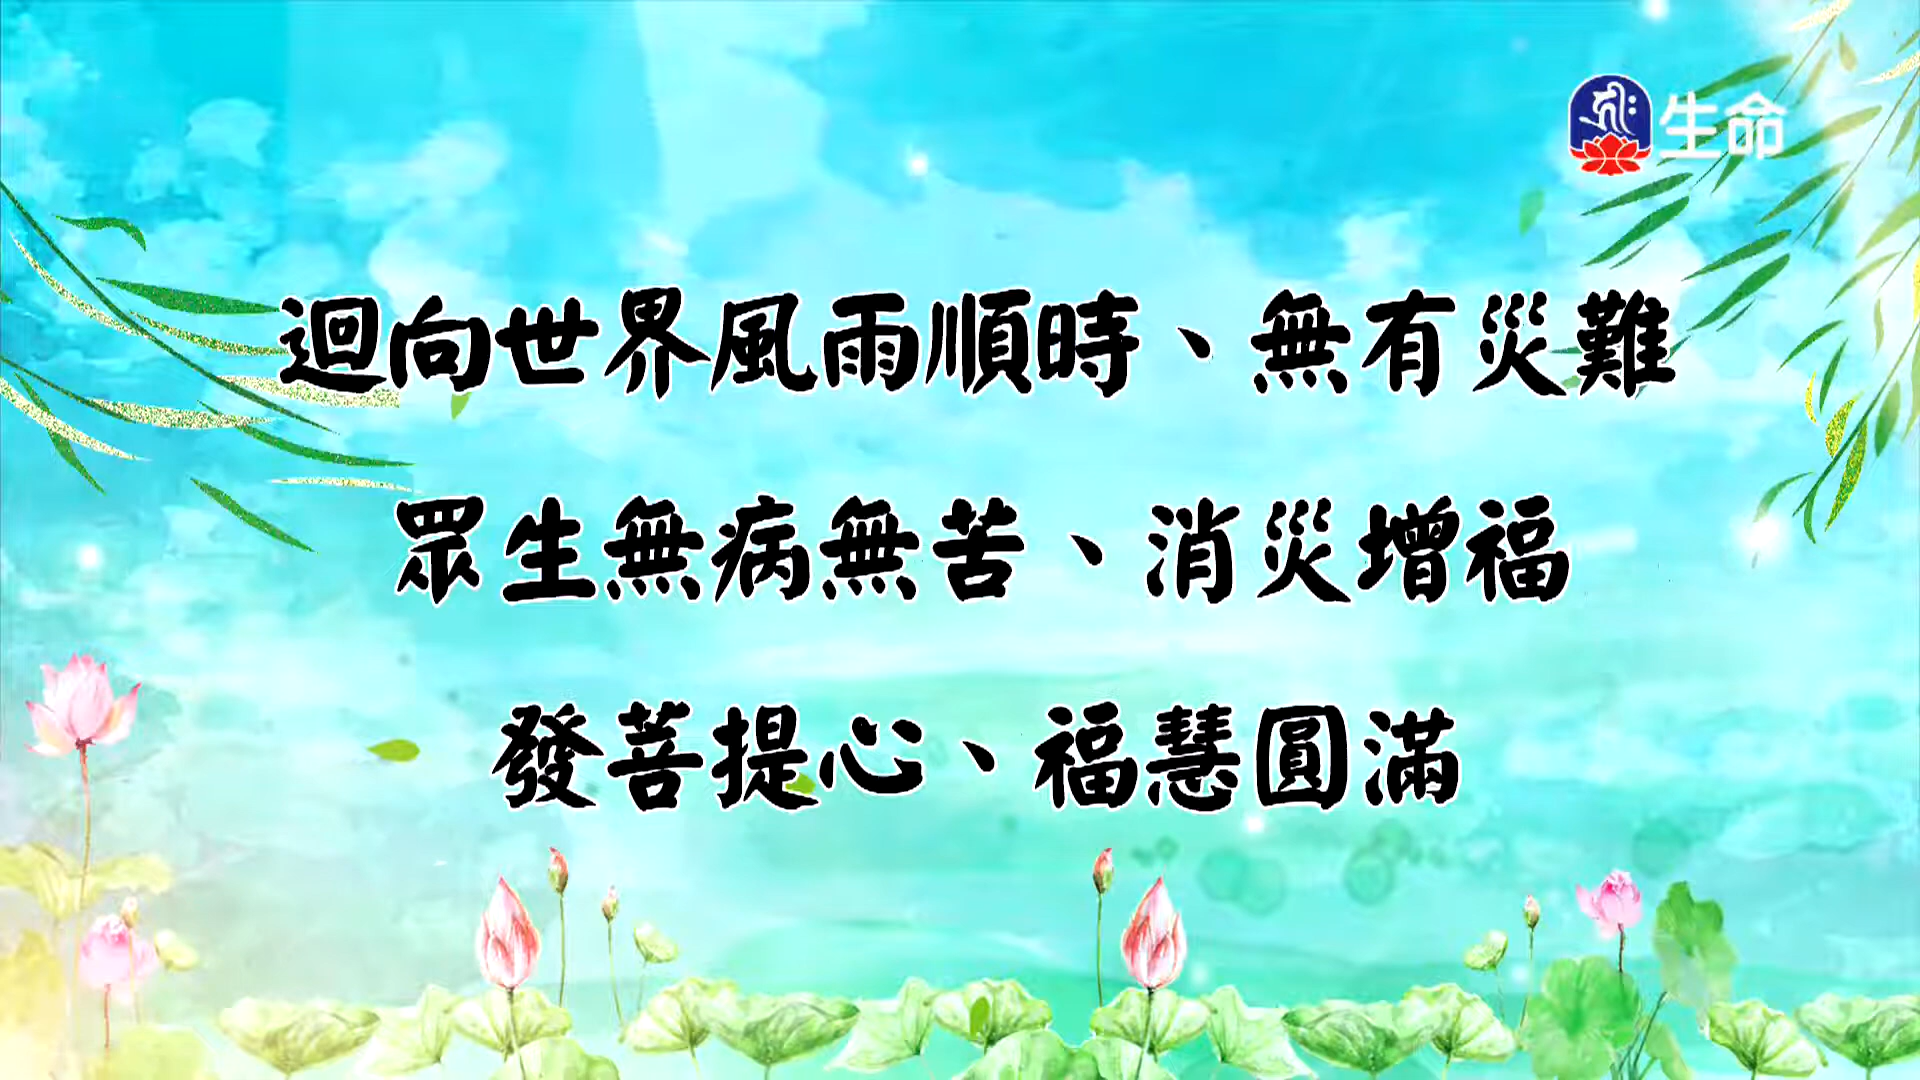 生命
迴向世界風雨順時、無有災難
眾生無病無苦、消災增福
發菩提心、福慧圓滿